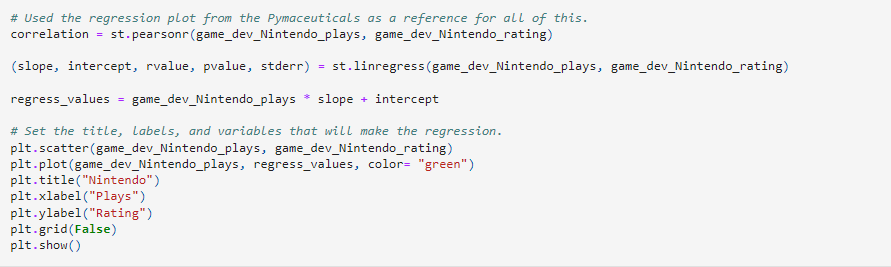 # Used the regression plot from the Pymaceuticals as a reference for all of this.
correlation = st.pearsonr(game_dev_Nintendo_plays, game_dev_Nintendo_rating)
(slope, intercept, rvalue, pvalue, stderr) = st.linregress(game_dev_Nintendo_plays, game_dev_Nintendo_rating)
regress_values = game_dev_Nintendo_plays * slope + intercept
# Set the title, labels, and variables that will make the regression.
plt.scatter(game_dev_Nintendo_plays, game_dev_Nintendo_rating)
plt.plot(game_dev_Nintendo_plays, regress_values, color= "green")
plt.title("Nintendo")
plt.xlabel("Plays")
plt.ylabel("Rating")
plt.grid(False)
plt.show()